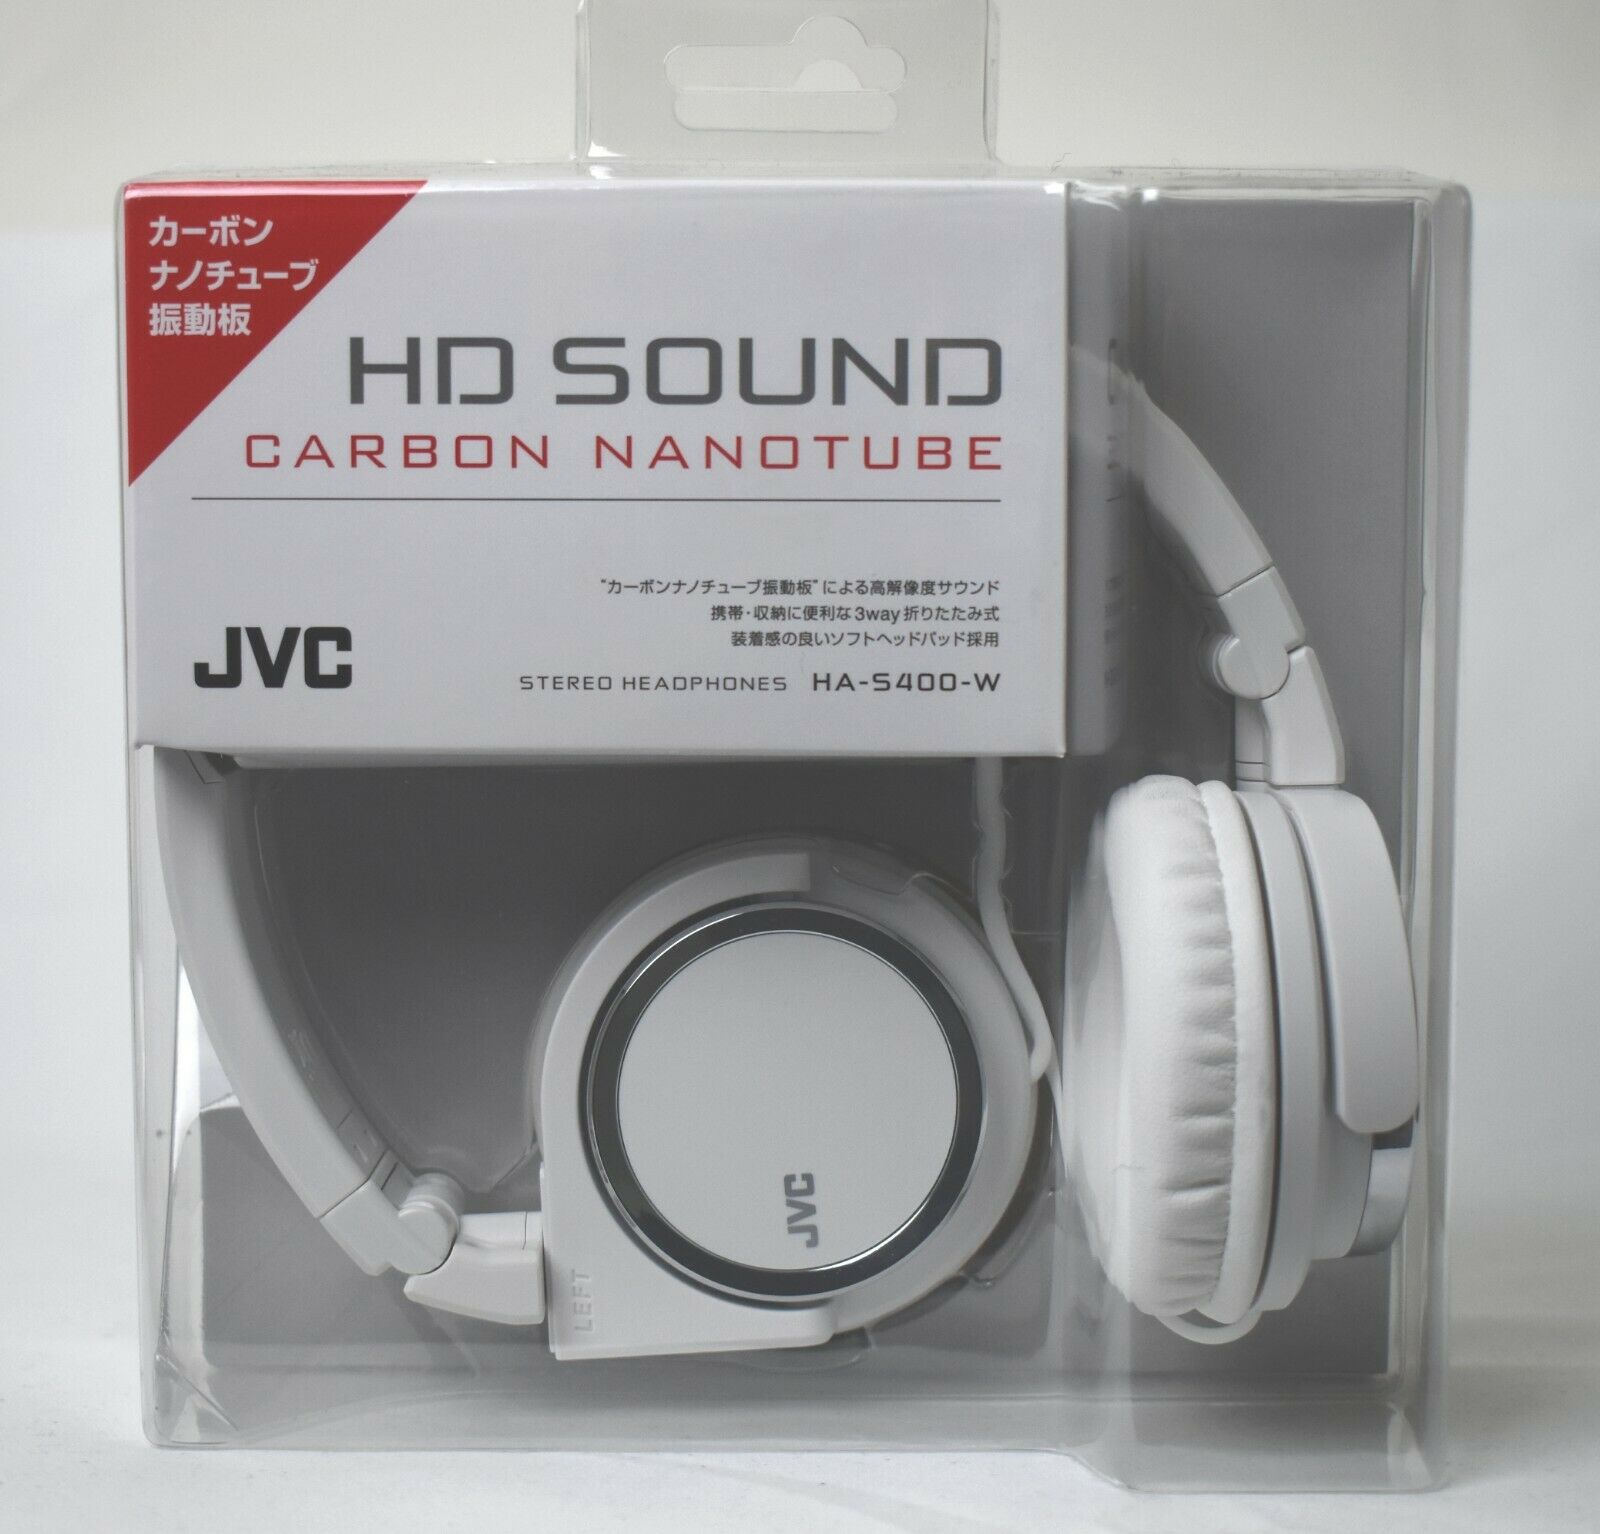 カーボン
ナノチューブ
振動板
HD SOUND
CARBON NANOTUBE
"カーボンナノチューブ振動板"による高解像度サウンド
携帯・収納に便利な3way折りたたみ式
装着感の良いソフトヘッドパッド採用
JVC
STEREO HEADPHONES HA-S400-W
JVC
LEFT